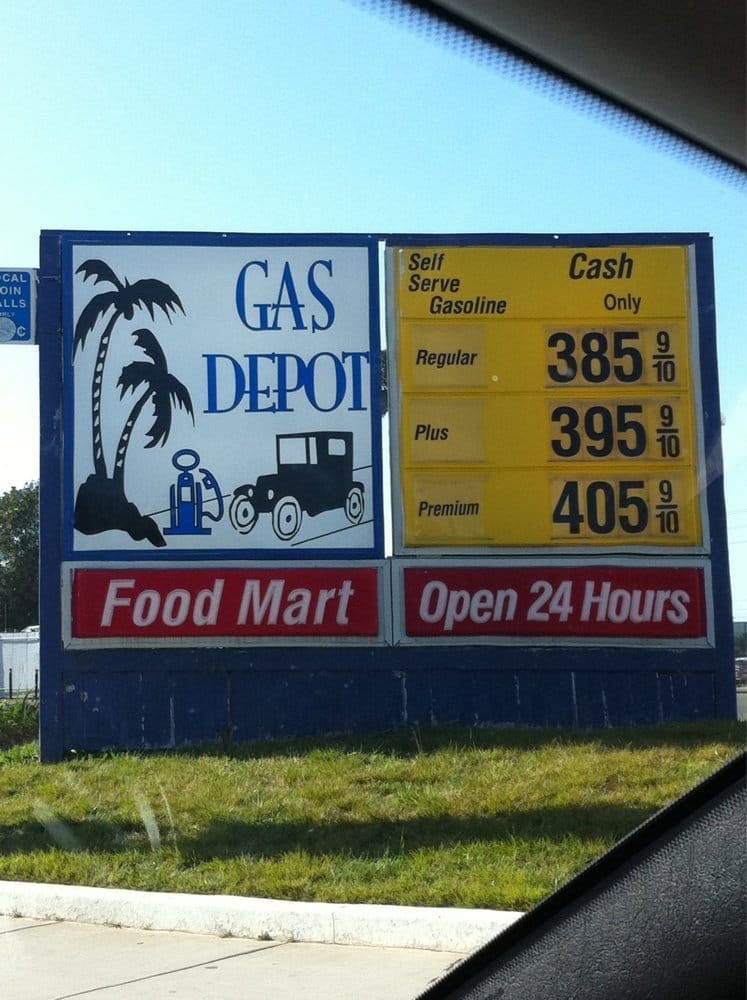 GAS
DEPOT
Self
Serve
Gasoline
Cash
Only
Regular 385 9/10
Plus 395 9/10
Premium 405 9/10
Food Mart
Open 24 Hours
¢